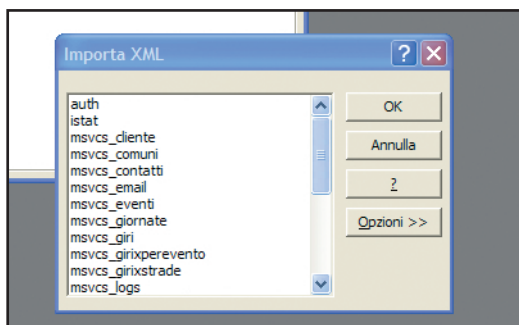 Importa XML
auth
istat
msvcs_cliente
msvcs_comuni
msvcs_contatti
msvcs_email
msvcs_eventi
msvcs_giornate
msvcs_giri
msvcs_girixperevento
msvcs_girixstrade
msvcs_logs
OK
Annulla
?
Opzioni >>